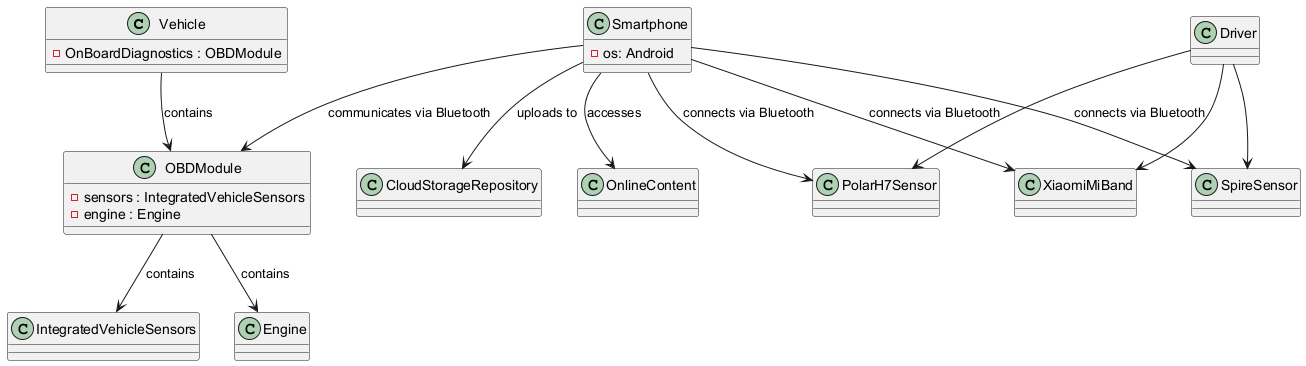 C Vehicle
OnBoardDiagnostics : OBDModule
C Smartphone
os: Android
C Driver
contains
communicates via Bluetooth
uploads to
accesses
connects via Bluetooth
connects via Bluetooth
connects via Bluetooth
C OBDModule
sensors : IntegratedVehicleSensors
engine : Engine
C CloudStorageRepository
C OnlineContent
C PolarH7Sensor
C XiaomiMiBand
C SpireSensor
contains
contains
C IntegratedVehicleSensors
C Engine